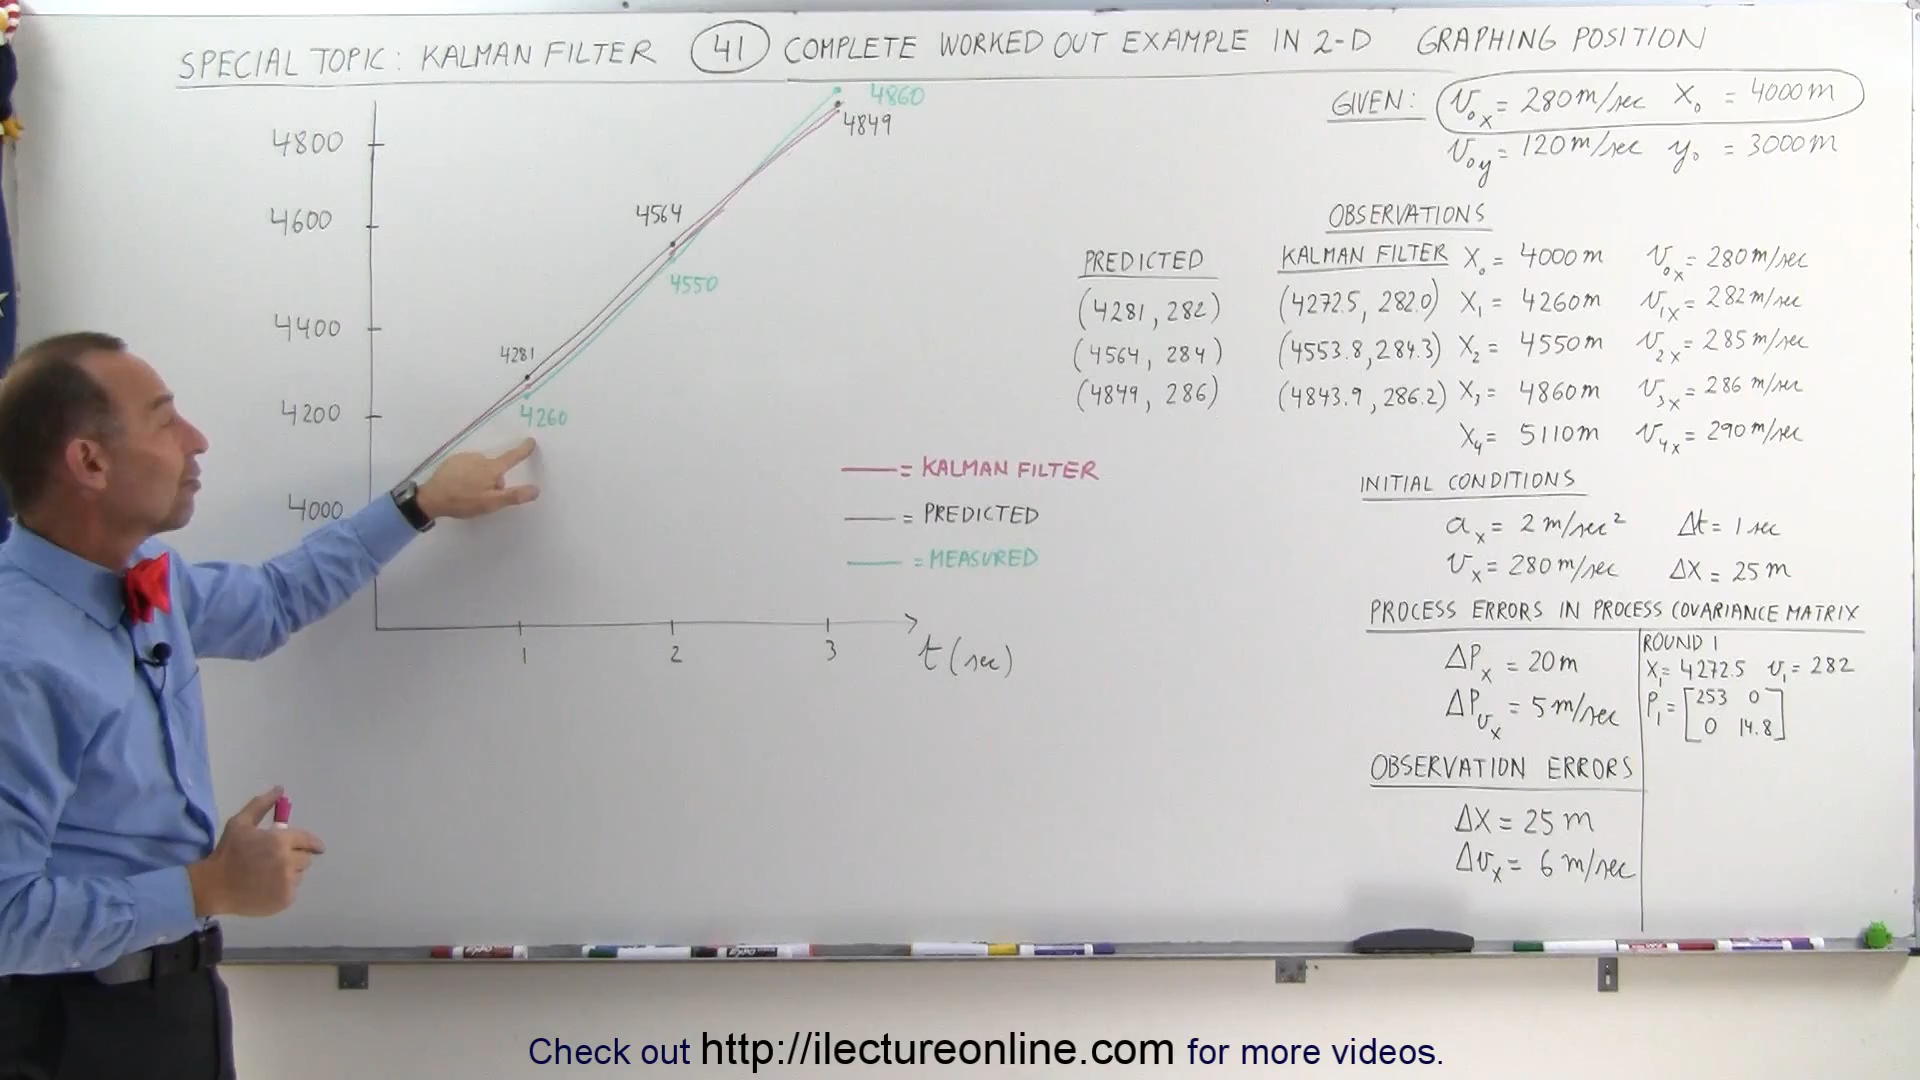 SPECIAL TOPIC: KALMAN FILTER 41 COMPLETE WORKED OUT EXAMPLE IN 2-D GRAPHING POSITION
4800
4600
4400
4200
4000
4281
4260
4564
4550
4860
4849
1 2 3 t (sec)
— = KALMAN FILTER
— = PREDICTED
— = MEASURED
GIVEN: v₀ₓ = 280 m/sec X₀ = 4000 m
v₀y = 120 m/sec y₀ = 3000 m
OBSERVATIONS
PREDICTED
(4281, 282)
(4564, 284)
(4849, 286)
KALMAN FILTER
(4272.5, 282.0)
(4553.8, 284.3)
(4843.9, 286.2)
X₀ = 4000 m v₀ₓ = 280 m/sec
X₁ = 4260 m v₁ₓ = 282 m/sec
X₂ = 4550 m v₂ₓ = 285 m/sec
X₃ = 4860 m v₃ₓ = 286 m/sec
X₄ = 5110 m v₄ₓ = 290 m/sec
INITIAL CONDITIONS
aₓ = 2 m/sec² Δt = 1 sec
vₓ = 280 m/sec ΔX = 25 m
PROCESS ERRORS IN PROCESS COVARIANCE MATRIX
ΔPₓ = 20 m
ΔPvₓ = 5 m/sec
ROUND 1
X₁ = 4272.5 v₁ = 282
P₁ = [253 0
0 14.8]
OBSERVATION ERRORS
ΔX = 25 m
Δvₓ = 6 m/sec
Check out http://ilectureonline.com for more videos.